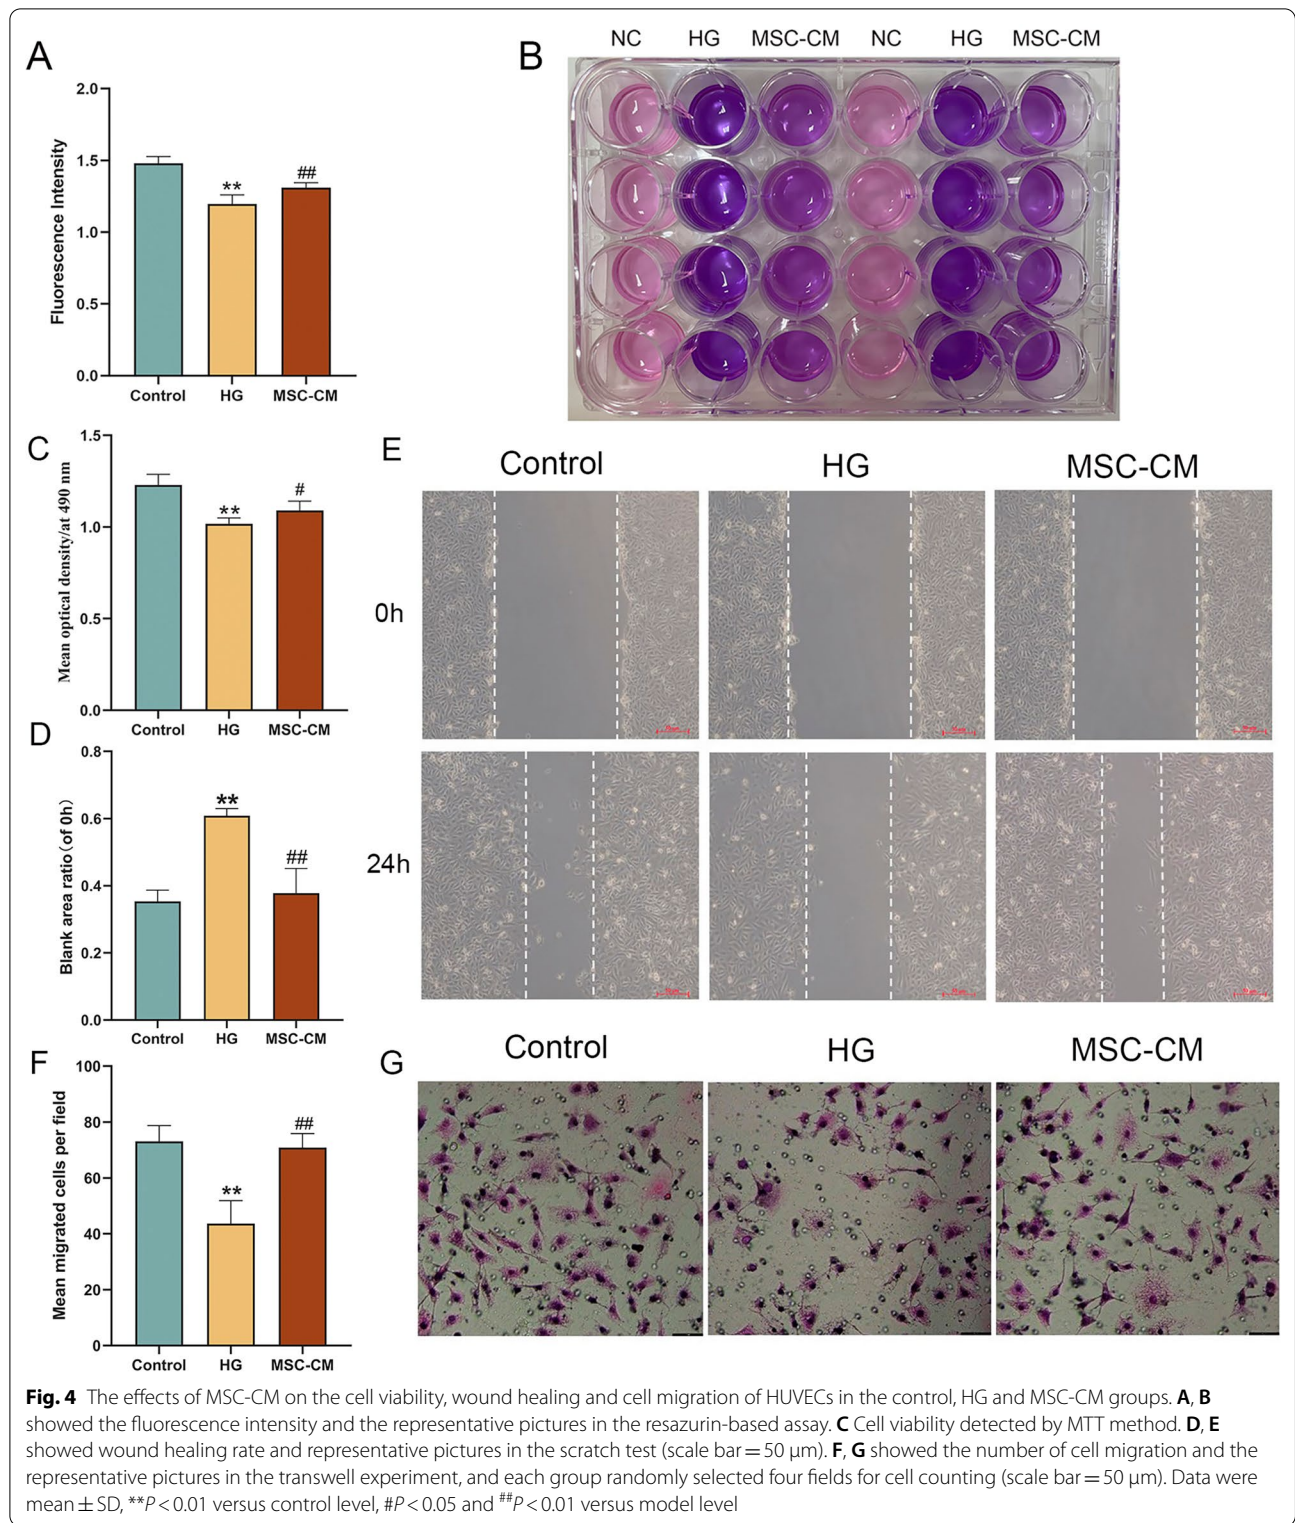 A
2.0
1.5
1.0
0.5
0.0
Fluorescence Intensity
**
##
Control HG MSC-CM
B
NC HG MSC-CM NC HG MSC-CM
C
1.5
1.0
0.5
0.0
Mean optical density/at 490 nm
**
#
Control HG MSC-CM
D
0.8
0.6
0.4
0.2
0.0
Blank area ratio(of 0h)
**
##
Control HG MSC-CM
E
Control HG MSC-CM
0h
24h
F
100
80
60
40
20
0
Mean migrated cells per field
**
##
Control HG MSC-CM
G
Control HG MSC-CM
Fig. 4 The effects of MSC-CM on the cell viability, wound healing and cell migration of HUVECs in the control, HG and MSC-CM groups. A, B
showed the fluorescence intensity and the representative pictures in the resazurin-based assay. C Cell viability detected by MTT method. D, E
showed wound healing rate and representative pictures in the scratch test (scale bar = 50 μm). F, G showed the number of cell migration and the
representative pictures in the transwell experiment, and each group randomly selected four fields for cell counting (scale bar = 50 μm). Data were
mean ± SD, **P < 0.01 versus control level, #P < 0.05 and ##P < 0.01 versus model level